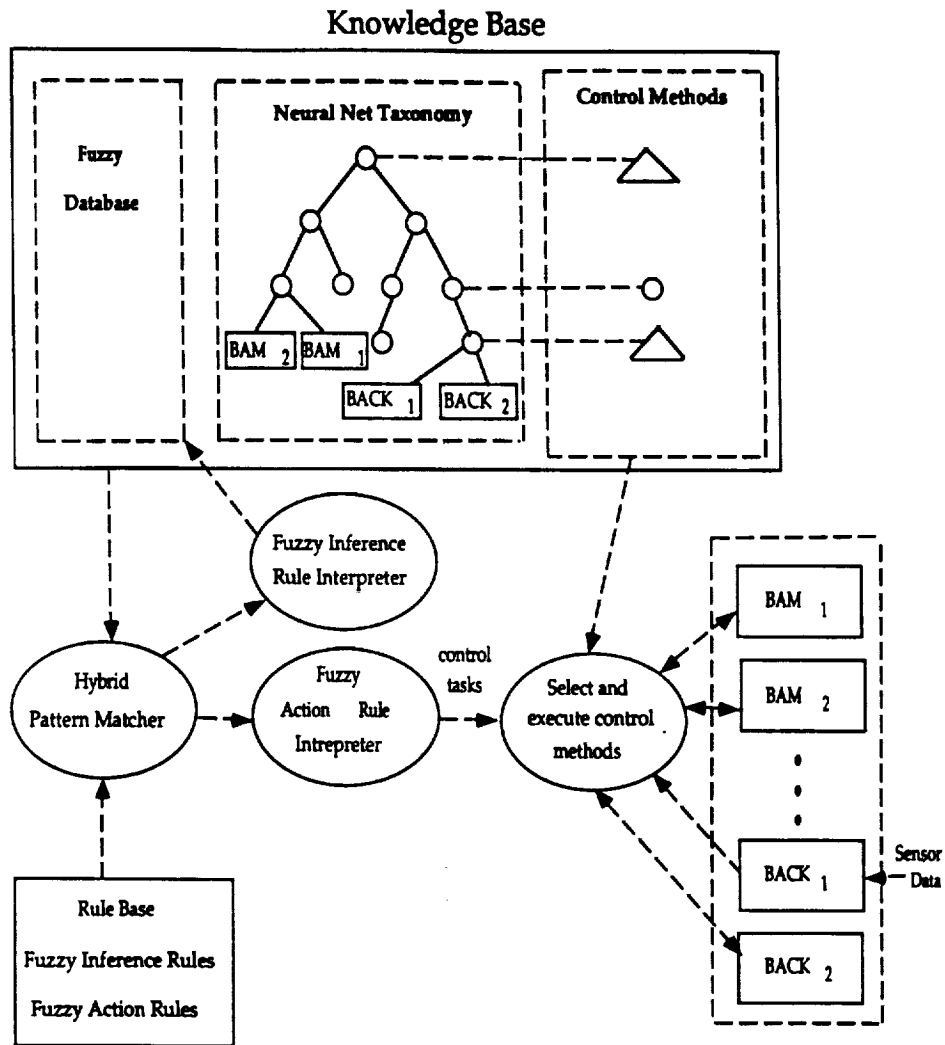 Knowledge Base
Fuzzy
Database
Neural Net Taxonomy
BAM 2
BAM 1
BACK 1
BACK 2
Control Methods
Fuzzy Inference
Rule Interpreter
Hybrid
Pattern Matcher
Fuzzy
Action Rule
Intrepreter
control
tasks
Select and
execute control
methods
BAM 1
BAM 2
BACK 1
BACK 2
Sensor
Data
Rule Base
Fuzzy Inference Rules
Fuzzy Action Rules